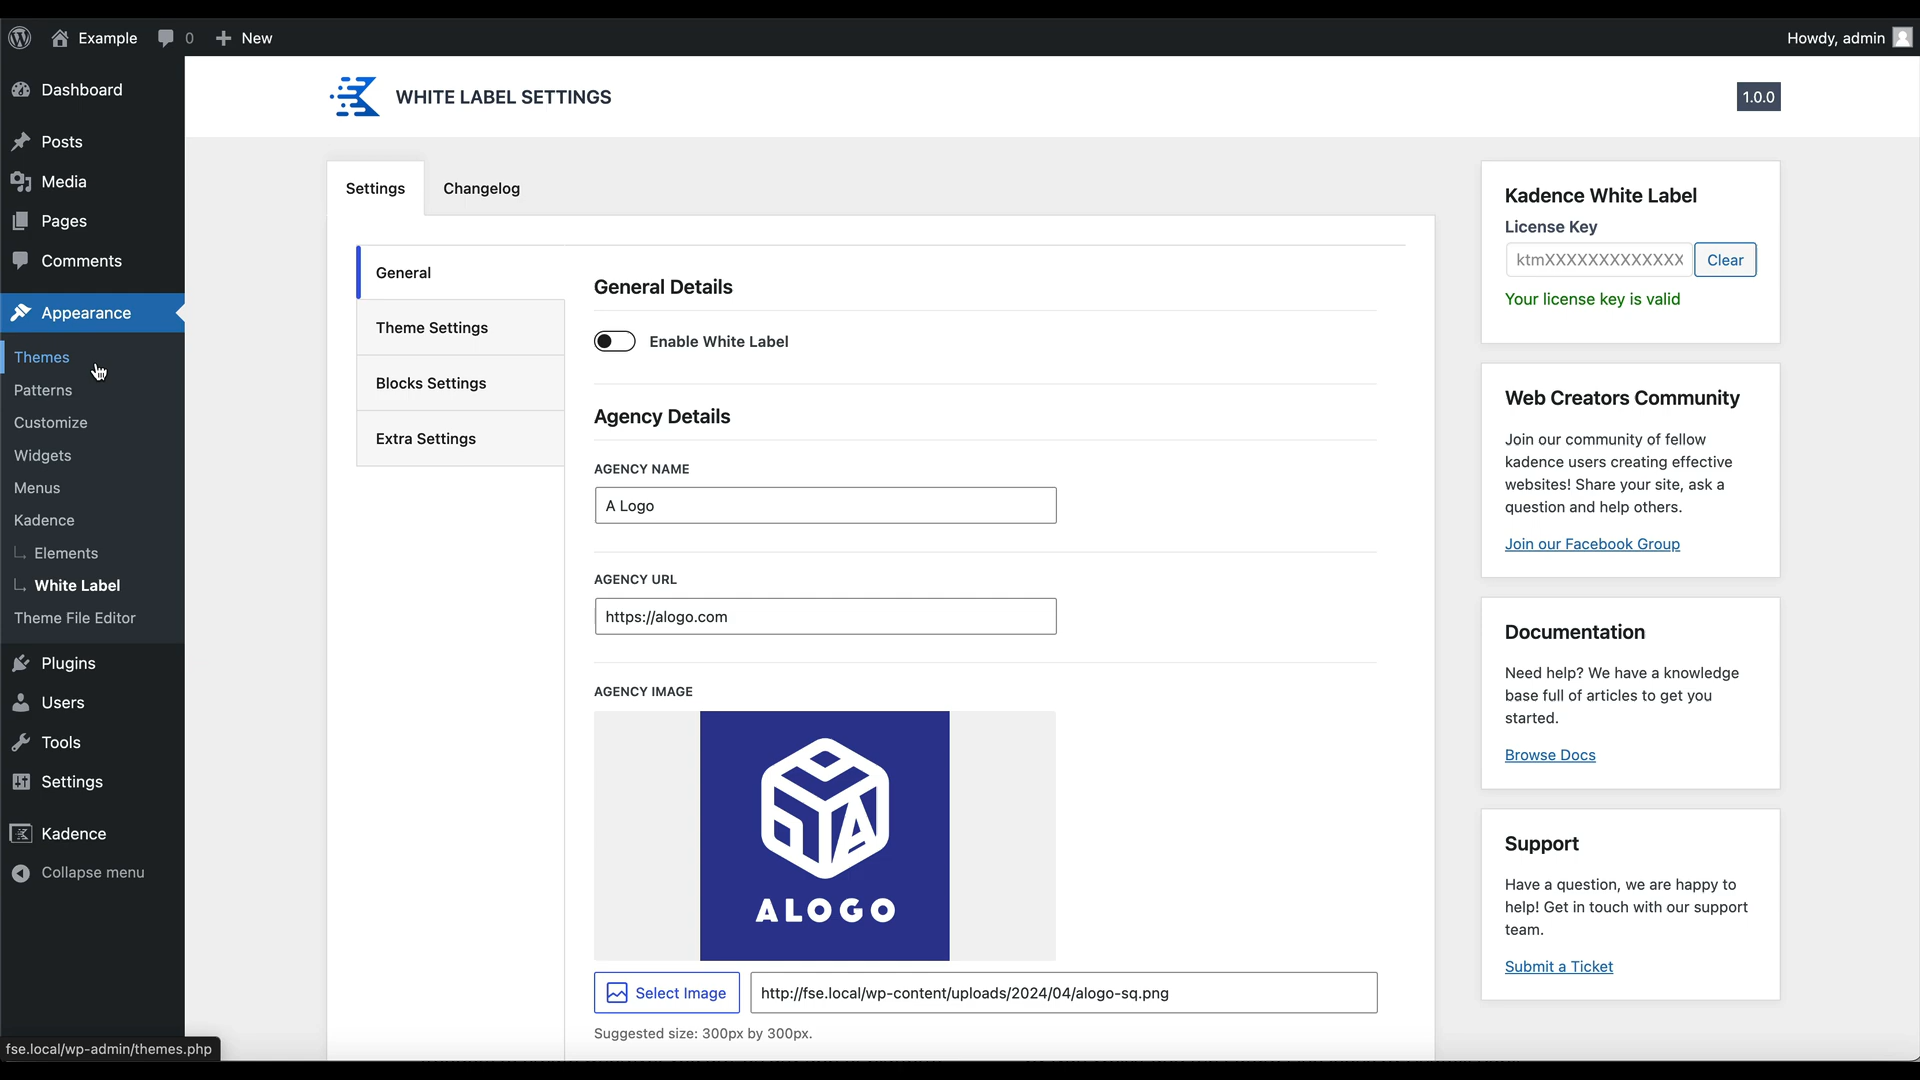 Example
0
New
Howdy, admin
Dashboard
Posts
Media
Pages
Comments
Appearance
Themes
Patterns
Customize
Widgets
Menus
Kadence
Elements
White Label
Theme File Editor
Plugins
Users
Tools
Settings
Kadence
Collapse menu
fse.local/wp-admin/themes.php
WHITE LABEL SETTINGS
1.0.0
Settings
Changelog
General
Theme Settings
Blocks Settings
Extra Settings
General Details
Enable White Label
Agency Details
AGENCY NAME
A Logo
AGENCY URL
https://alogo.com
AGENCY IMAGE
ALOGO
Select Image
http://fse.local/wp-content/uploads/2024/04/alogo-sq.png
Suggested size: 300px by 300px.
Kadence White Label
License Key
ktmXXXXXXXXXXXXX
Clear
Your license key is valid
Web Creators Community
Join our community of fellow
kadence users creating effective
websites! Share your site, ask a
question and help others.
Join our Facebook Group
Documentation
Need help? We have a knowledge
base full of articles to get you
started.
Browse Docs
Support
Have a question, we are happy to
help! Get in touch with our support
team.
Submit a Ticket